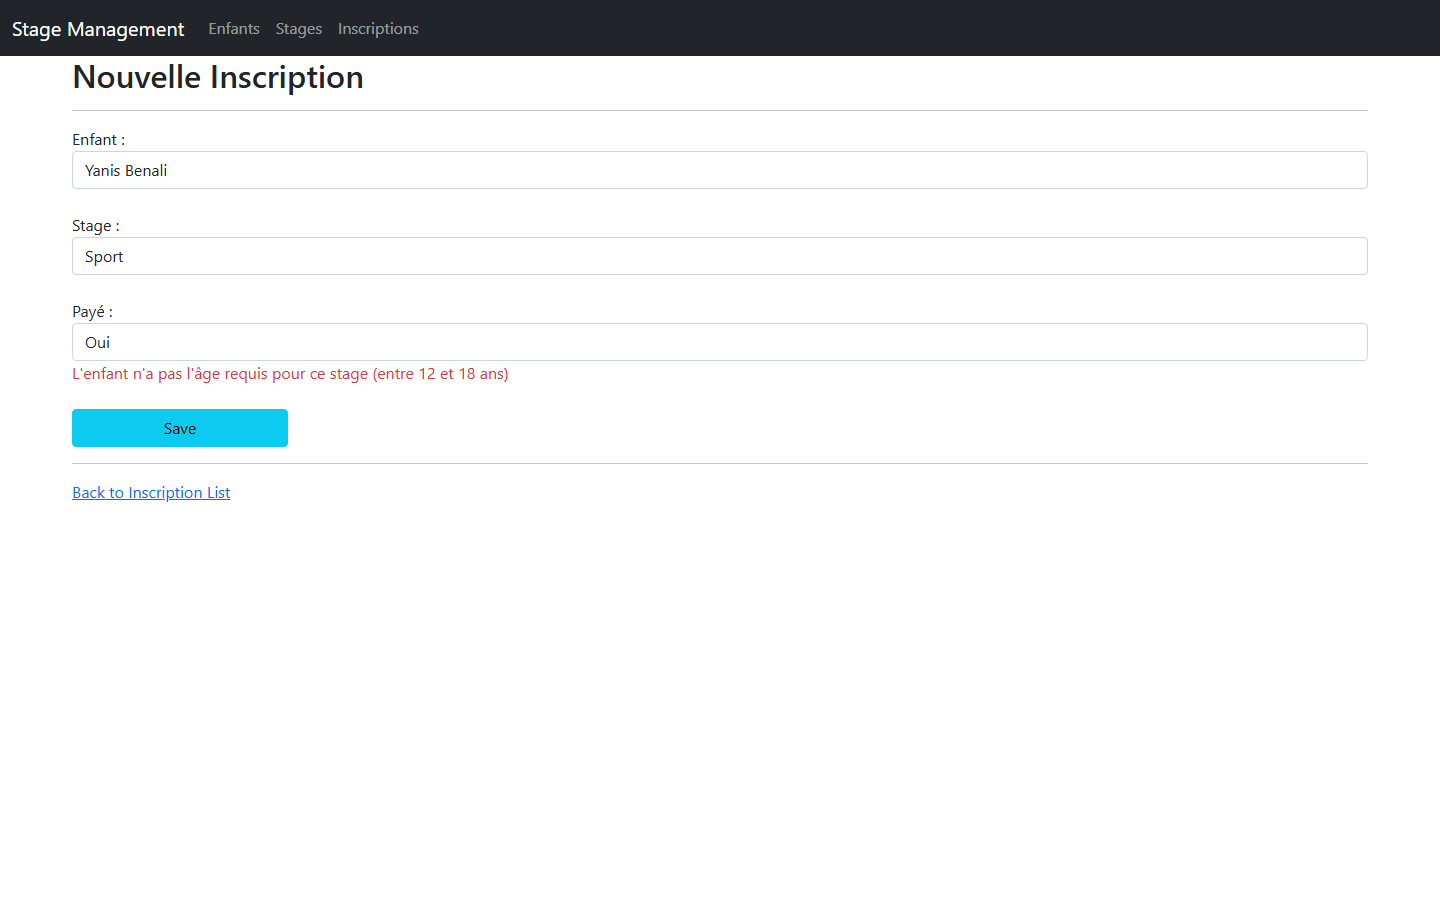 Stage Management Enfants Stages Inscriptions
Nouvelle Inscription
Enfant :
Yanis Benali
Stage :
Sport
Payé :
Oui
L'enfant n'a pas l'âge requis pour ce stage (entre 12 et 18 ans)
Save
Back to Inscription List